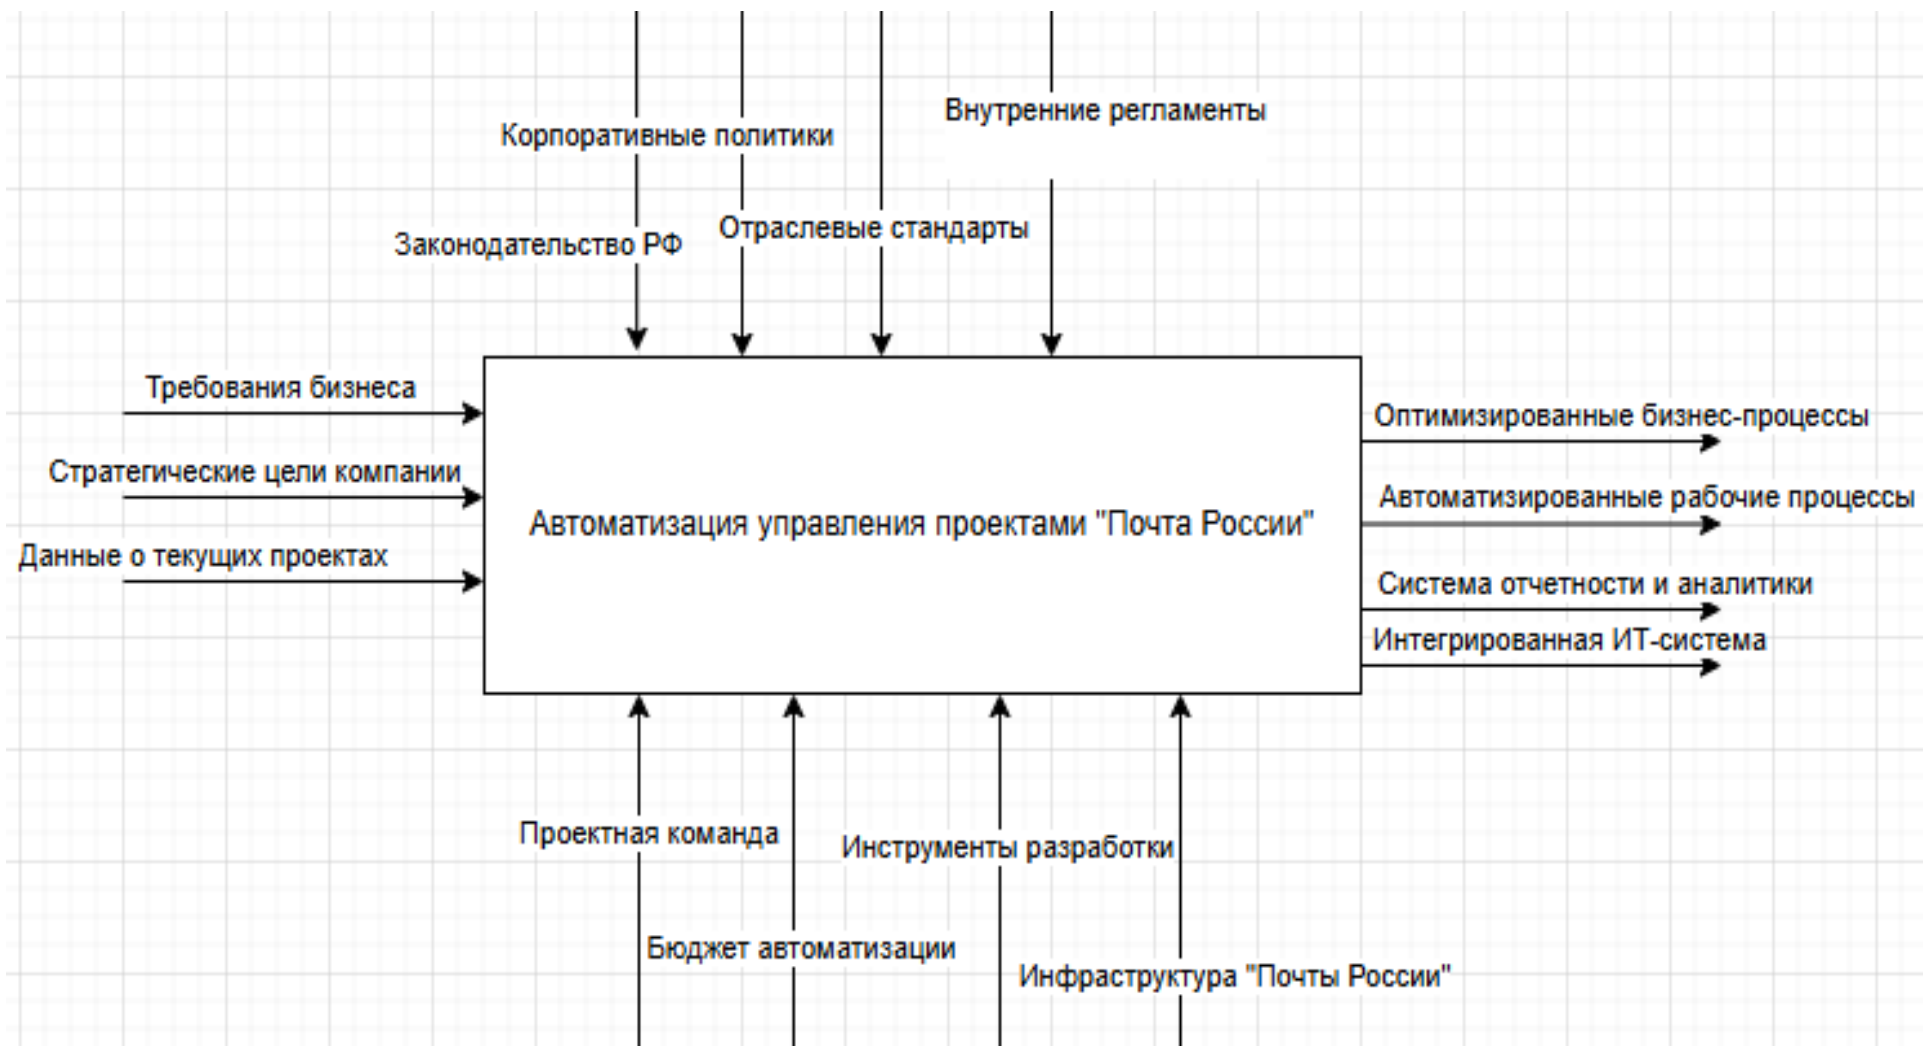 Внутренние регламенты
Корпоративные политики
Отраслевые стандарты
Законодательство РФ
Требования бизнеса
Стратегические цели компании
Данные о текущих проектах
Автоматизация управления проектами "Почта России"
Оптимизированные бизнес-процессы
Автоматизированные рабочие процессы
Система отчетности и аналитики
Интегрированная ИТ-система
Проектная команда
Инструменты разработки
Бюджет автоматизации
Инфраструктура "Почты России"